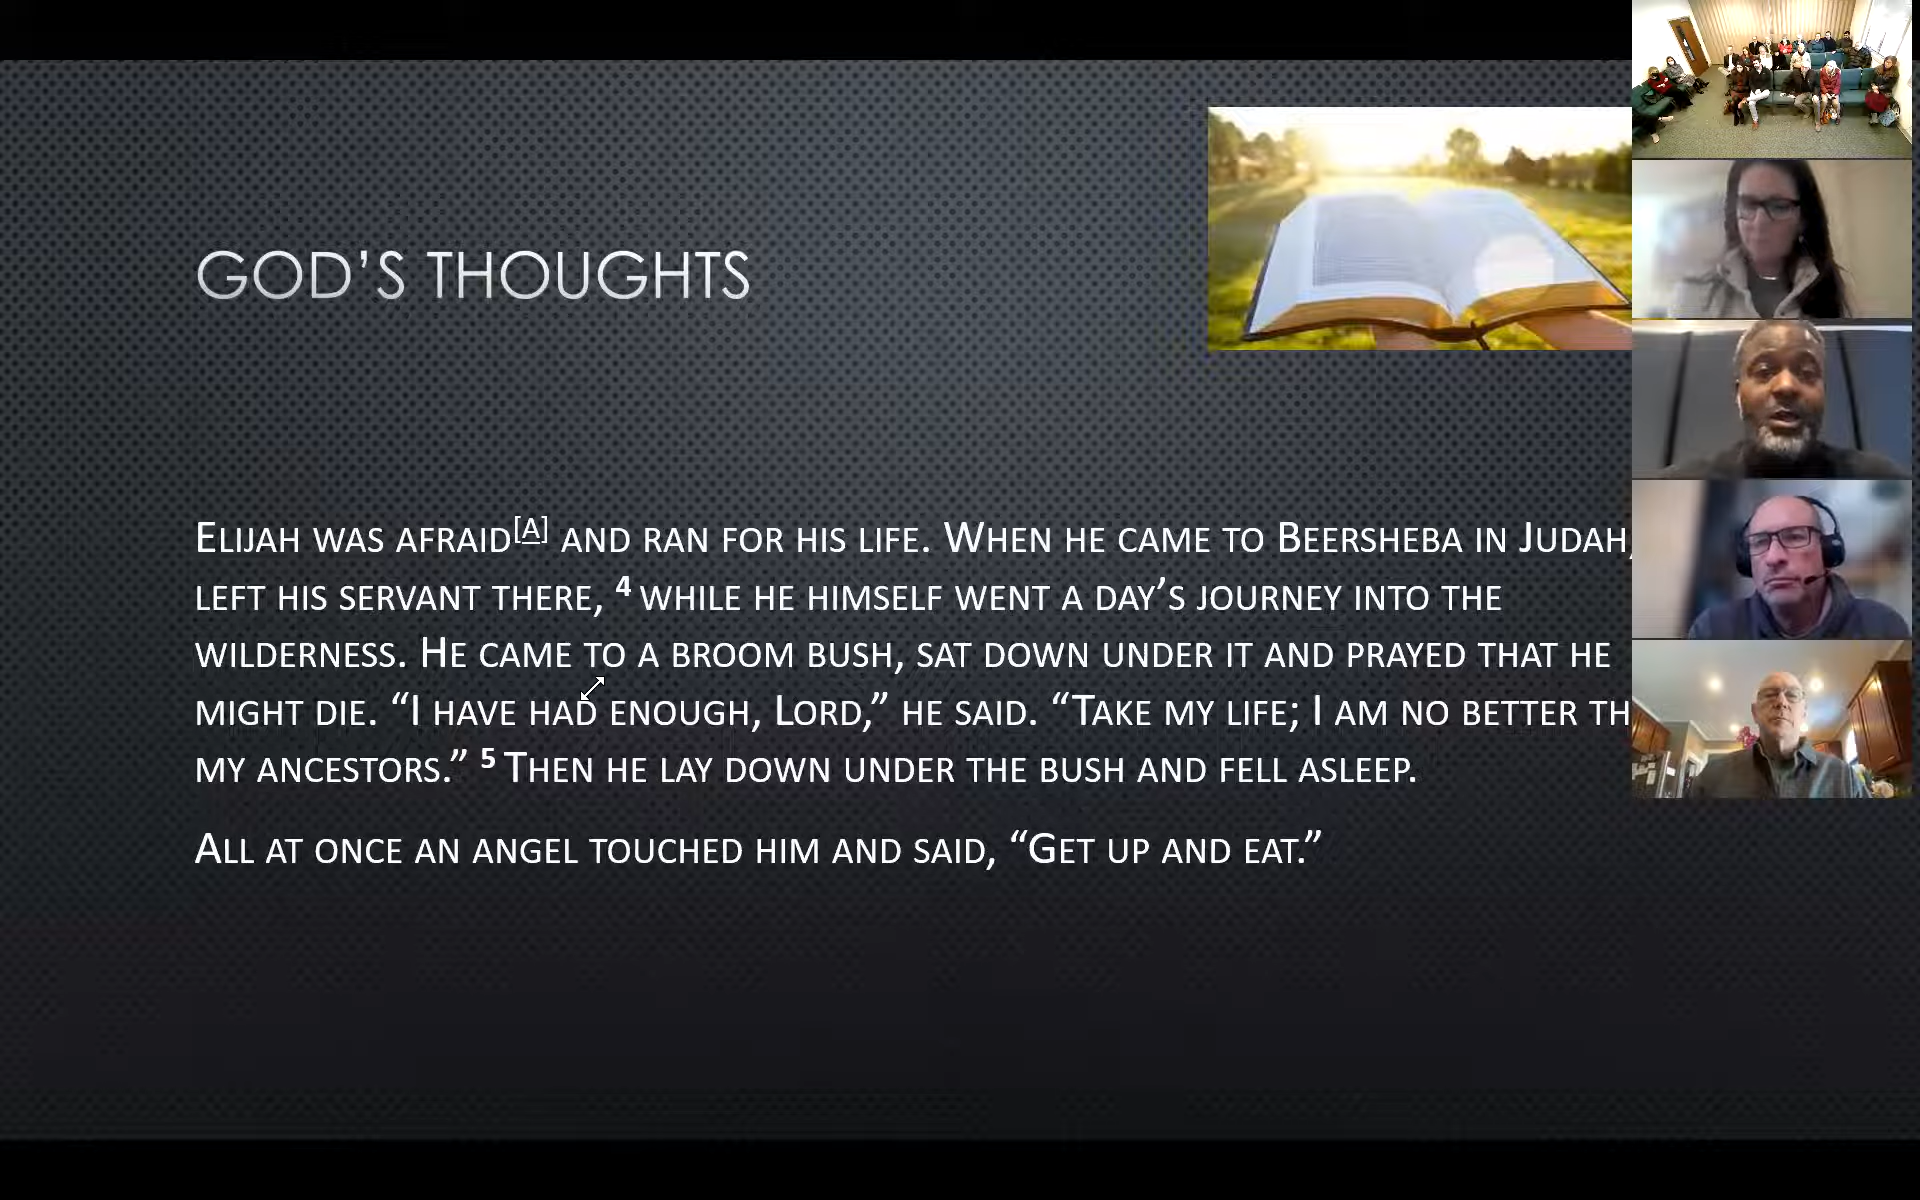 GOD’S THOUGHTS
ELIJAH WAS AFRAID[A] AND RAN FOR HIS LIFE. WHEN HE CAME TO BEERSHEBA IN JUDAH,
LEFT HIS SERVANT THERE, 4 WHILE HE HIMSELF WENT A DAY’S JOURNEY INTO THE
WILDERNESS. HE CAME TO A BROOM BUSH, SAT DOWN UNDER IT AND PRAYED THAT HE
MIGHT DIE. “I HAVE HAD ENOUGH, LORD,” HE SAID. “TAKE MY LIFE; I AM NO BETTER
MY ANCESTORS.” 5 THEN HE LAY DOWN UNDER THE BUSH AND FELL ASLEEP.
ALL AT ONCE AN ANGEL TOUCHED HIM AND SAID, “GET UP AND EAT.”